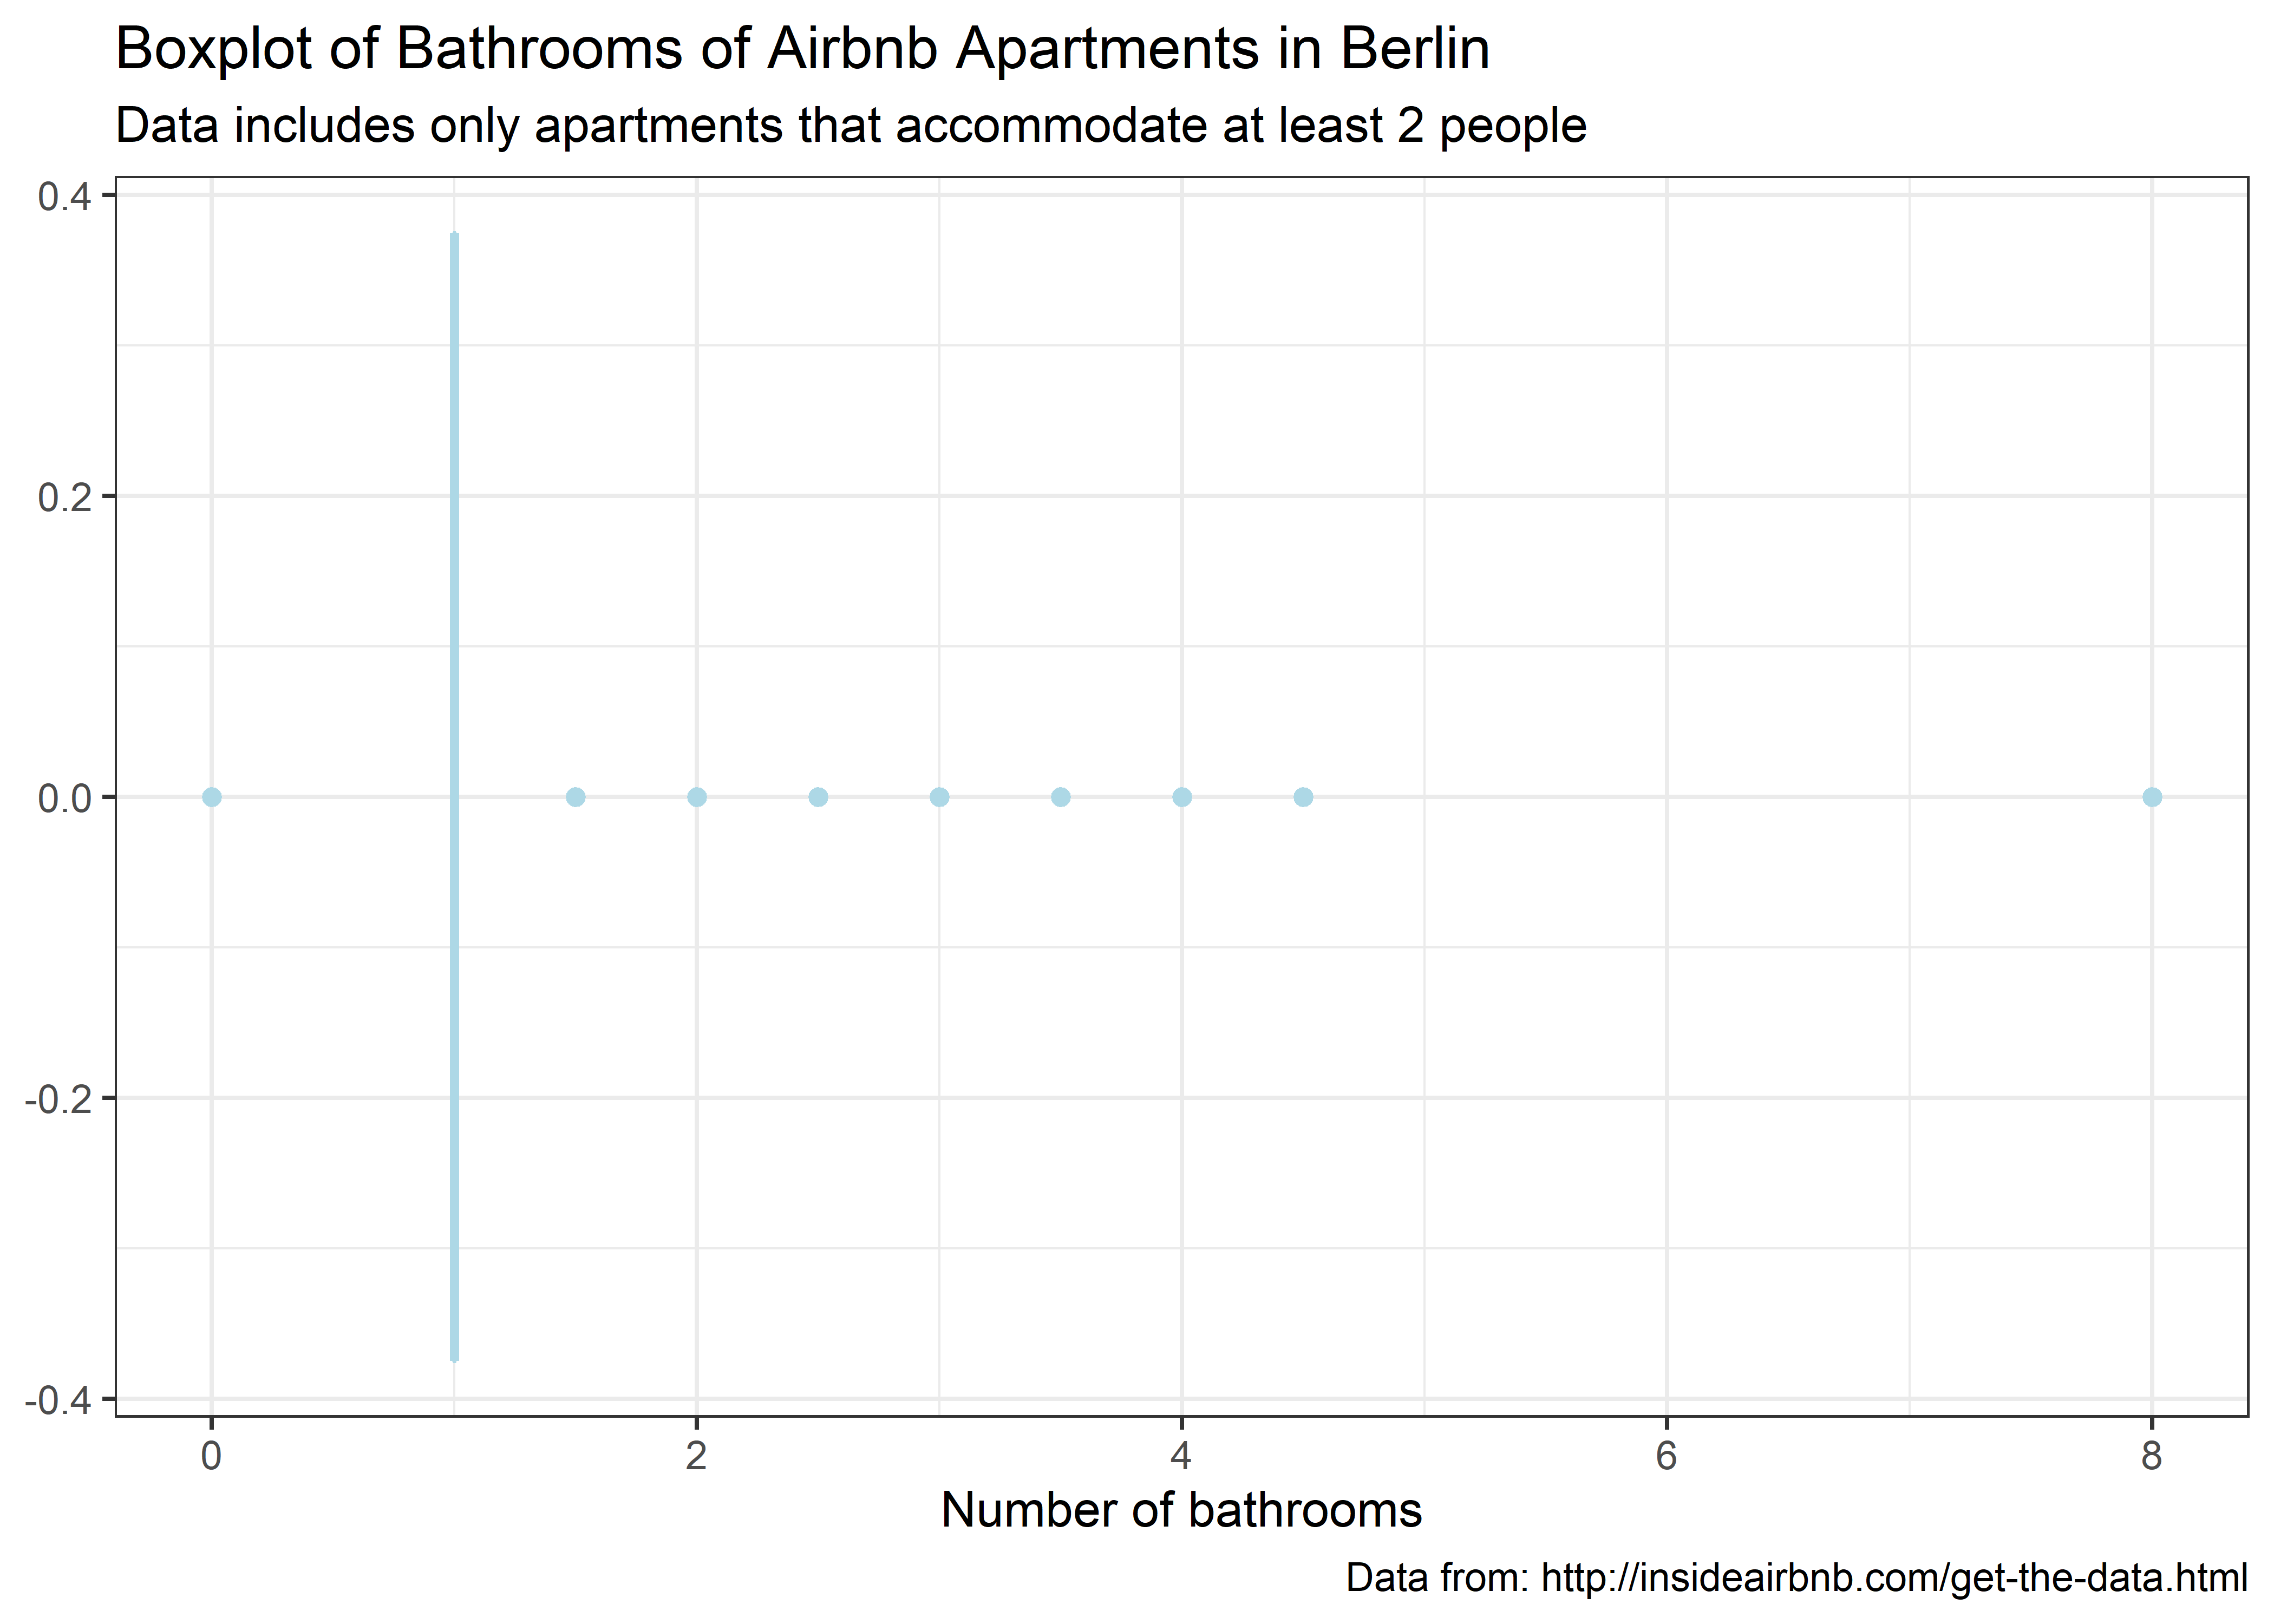 Boxplot of Bathrooms of Airbnb Apartments in Berlin
Data includes only apartments that accommodate at least 2 people
0.4
0.2
0.0
-0.2
-0.4
0 2 4 6 8
Number of bathrooms
Data from: http://insideairbnb.com/get-the-data.html